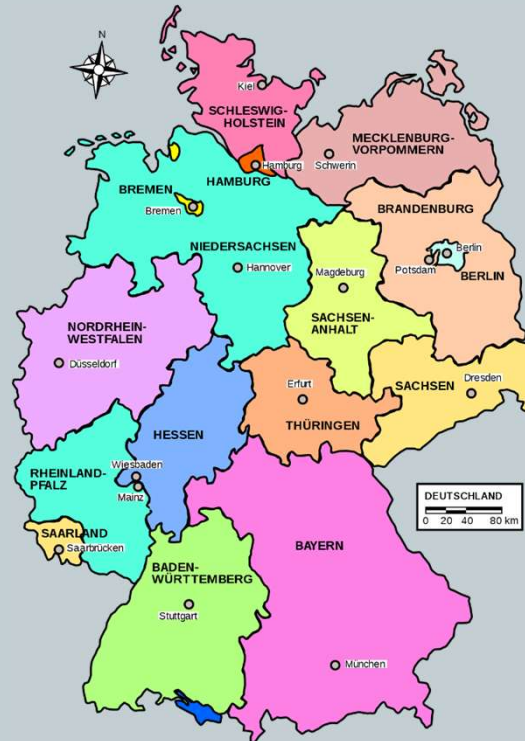 N
Kiel
SCHLESWIG-
HOLSTEIN
MECKLENBURG-
VORPOMMERN
Schwerin
Hamburg
HAMBURG
BREMEN
Bremen
BRANDENBURG
Berlin
Potsdam
BERLIN
NIEDERSACHSEN
Hannover
Magdeburg
SACHSEN-
ANHALT
NORDRHEIN-
WESTFALEN
Düsseldorf
Dresden
SACHSEN
Erfurt
THÜRINGEN
HESSEN
RHEINLAND-
PFALZ
Wiesbaden
Mainz
DEUTSCHLAND
0 20 40 80 km
SAARLAND
Saarbrücken
BAYERN
BADEN-
WÜRTTEMBERG
Stuttgart
München